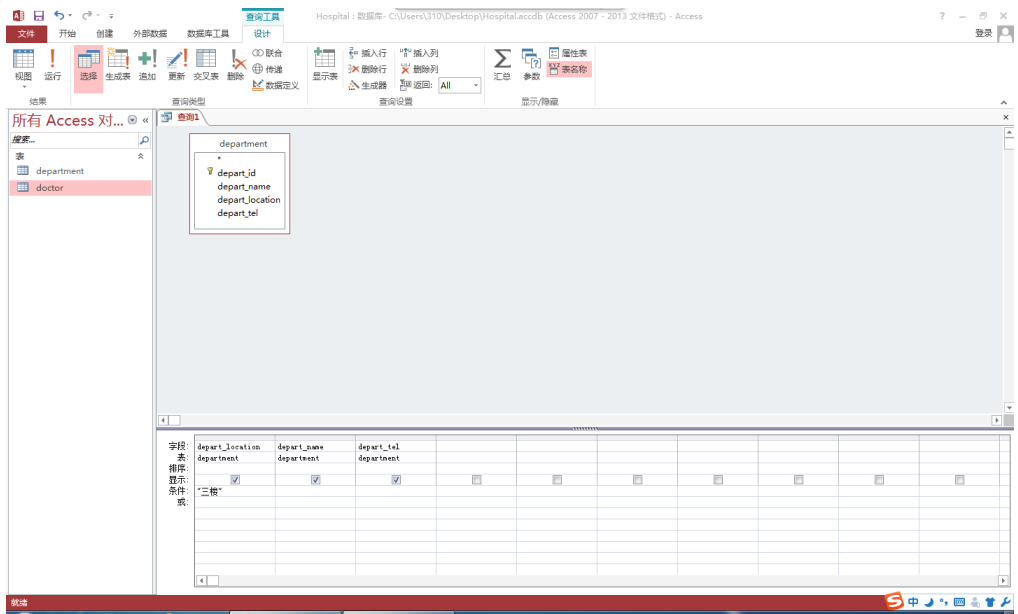 查询工具
Hospital : 数据库- C:\Users\310\Desktop\Hospital.accdb (Access 2007 - 2013 文件格式) - Access
文件 开始 创建 外部数据 数据库工具 设计 登录
视图 运行 选择 生成表 追加 更新 交叉表 删除 联合 传递 数据定义 显示表 插入行 删除行 生成器 插入列 删除列 返回: All 汇总 参数 属性表 表名称
结果 查询类型 查询设置 显示/隐藏
所有 Access 对... «
查询1
搜索...
表
department
doctor
department
*
depart_id
depart_name
depart_location
depart_tel
字段: depart_location depart_name depart_tel
表: department department department
排序:
显示:
条件: "三楼"
或:
就绪
中